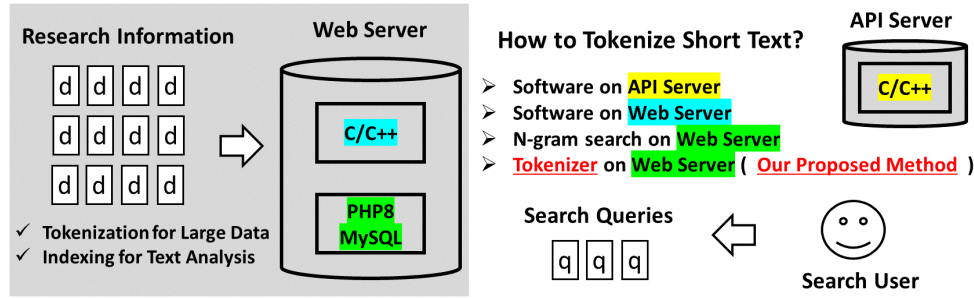 Research Information
d d d d
d d d d
d d d d
✓ Tokenization for Large Data
✓ Indexing for Text Analysis
Web Server
C/C++
PHP8
MySQL
How to Tokenize Short Text?
➢ Software on API Server
➢ Software on Web Server
➢ N-gram search on Web Server
➢ Tokenizer on Web Server ( Our Proposed Method )
API Server
C/C++
Search Queries
q q q
Search User